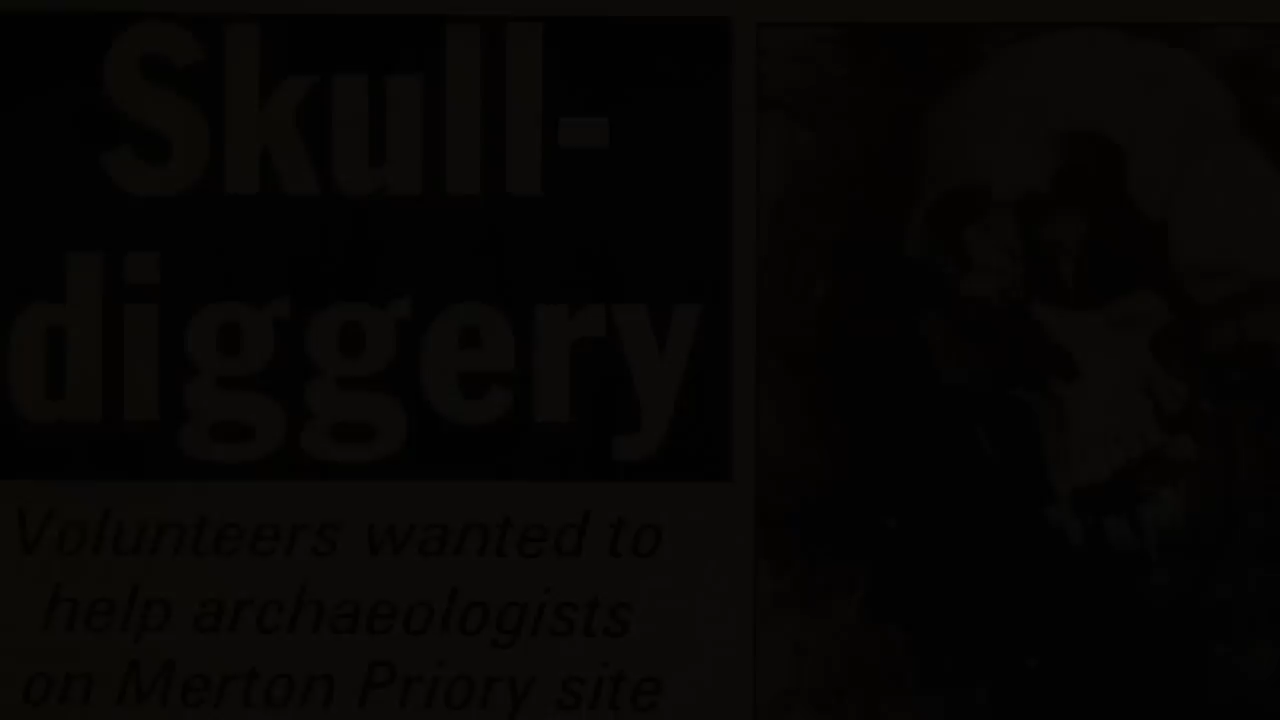 Skull-
diggery
Volunteers wanted to
help archaeologists
on Merton Priory site